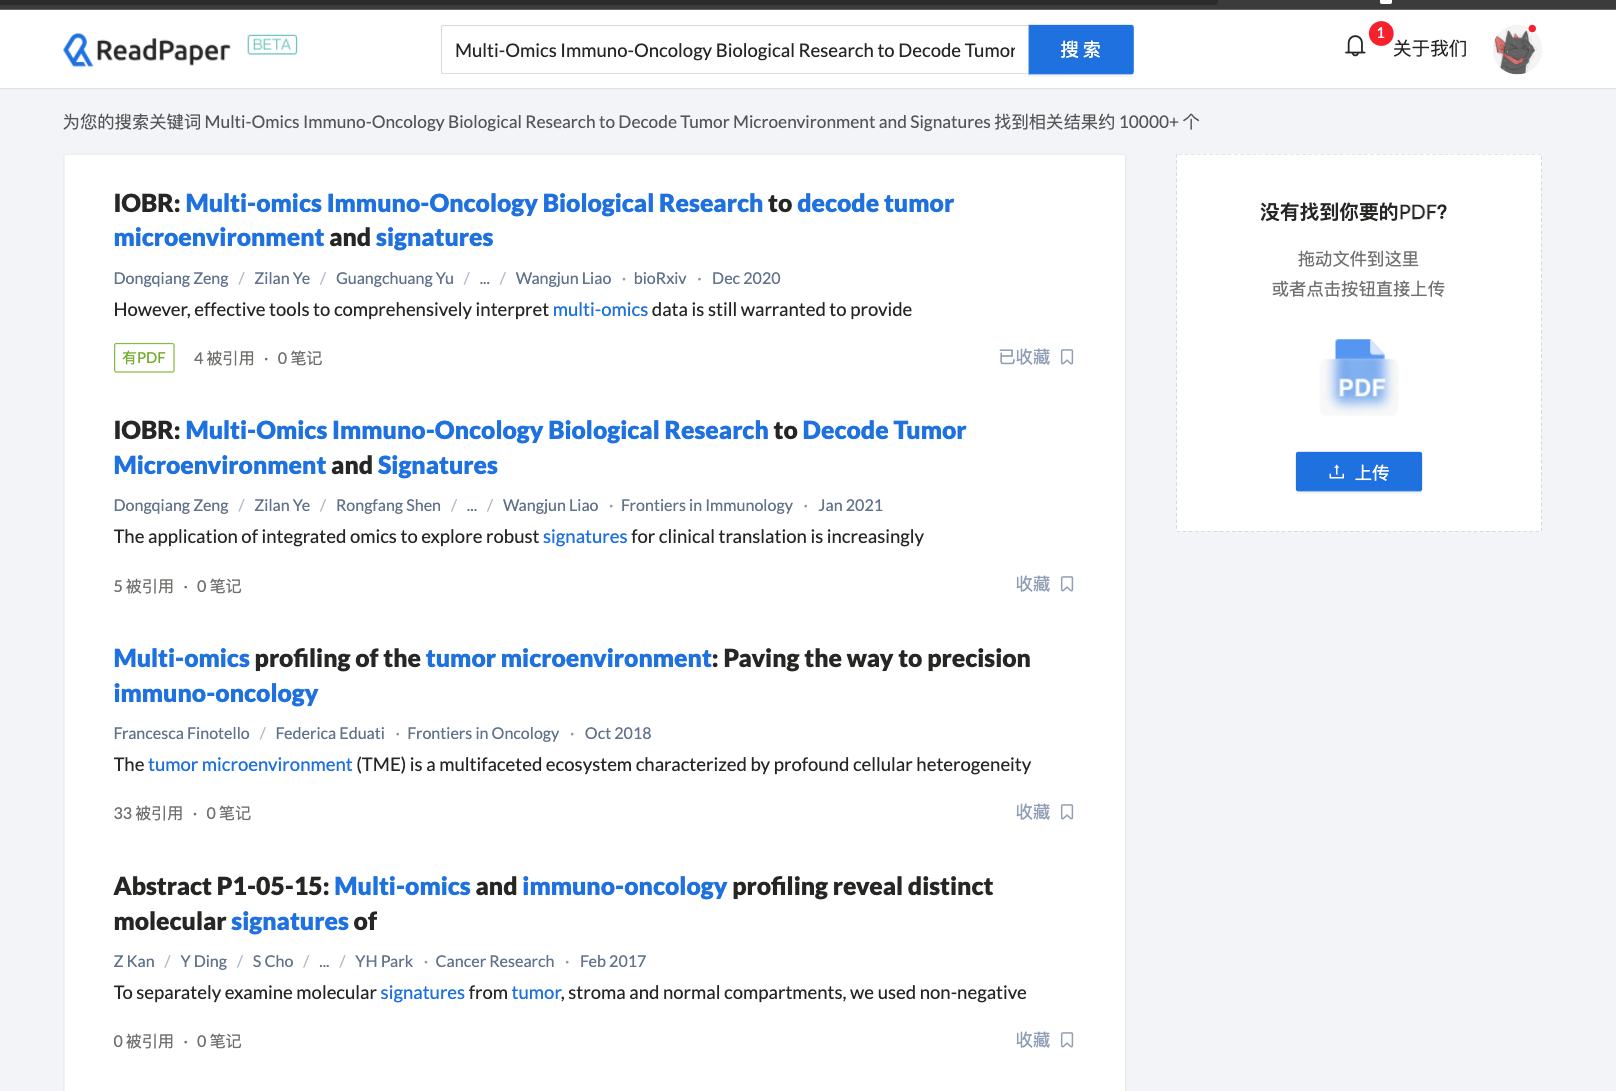 ReadPaper BETA
Multi-Omics Immuno-Oncology Biological Research to Decode Tumor
搜 索
1
关于我们
为您的搜索关键词 Multi-Omics Immuno-Oncology Biological Research to Decode Tumor Microenvironment and Signatures 找到相关结果约 10000+ 个
IOBR: Multi-omics Immuno-Oncology Biological Research to decode tumor
microenvironment and signatures
Dongqiang Zeng / Zilan Ye / Guangchuang Yu / ... / Wangjun Liao · bioRxiv · Dec 2020
However, effective tools to comprehensively interpret multi-omics data is still warranted to provide
有PDF 4 被引用 · 0 笔记 已收藏
IOBR: Multi-Omics Immuno-Oncology Biological Research to Decode Tumor
Microenvironment and Signatures
Dongqiang Zeng / Zilan Ye / Rongfang Shen / ... / Wangjun Liao · Frontiers in Immunology · Jan 2021
The application of integrated omics to explore robust signatures for clinical translation is increasingly
5 被引用 · 0 笔记 收藏
Multi-omics profiling of the tumor microenvironment: Paving the way to precision
immuno-oncology
Francesca Finotello / Federica Eduati · Frontiers in Oncology · Oct 2018
The tumor microenvironment (TME) is a multifaceted ecosystem characterized by profound cellular heterogeneity
33 被引用 · 0 笔记 收藏
Abstract P1-05-15: Multi-omics and immuno-oncology profiling reveal distinct
molecular signatures of
Z Kan / Y Ding / S Cho / ... / YH Park · Cancer Research · Feb 2017
To separately examine molecular signatures from tumor, stroma and normal compartments, we used non-negative
0 被引用 · 0 笔记 收藏
没有找到你要的PDF?
拖动文件到这里
或者点击按钮直接上传
PDF
上传